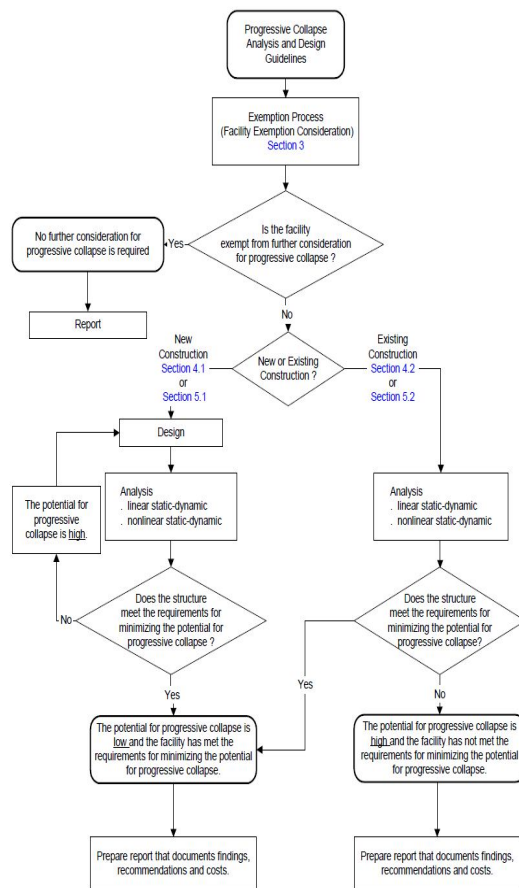 Progressive Collapse
Analysis and Design
Guidelines
Exemption Process
(Facility Exemption Consideration)
Section 3
Is the facility
exempt from further consideration
for progressive collapse ?
Yes
No further consideration for
progressive collapse is required
Report
No
New or Existing
Construction ?
New
Construction
Section 4.1
or
Section 5.1
Existing
Construction
Section 4.2
or
Section 5.2
Design
Analysis
. linear static-dynamic
. nonlinear static-dynamic
The potential for
progressive
collapse is high.
Does the structure
meet the requirements for
minimizing the potential for
progressive collapse ?
No
Yes
The potential for progressive collapse is
low and the facility has met the
requirements for minimizing the potential
for progressive collapse.
Prepare report that documents findings,
recommendations and costs.
Analysis
. linear static-dynamic
. nonlinear static-dynamic
Does the structure
meet the requirements for
minimizing the potential for
progressive collapse?
Yes
No
The potential for progressive collapse is
high and the facility has not met the
requirements for minimizing the potential
for progressive collapse.
Prepare report that documents findings,
recommendations and costs.